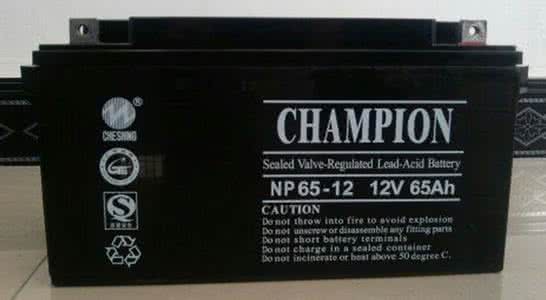 CHESHING
®
CHAMPION
Sealed Valve-Regulated Lead-Acid Battery
NP 65-12 12V 65Ah
CAUTION
Do not throw into fire to avoid explosion
Do not unscrew or disassemble any fitting parts
Do not short battery terminals
Do not charge in a sealed container
Do not incinerate or heat above 50 degree C.